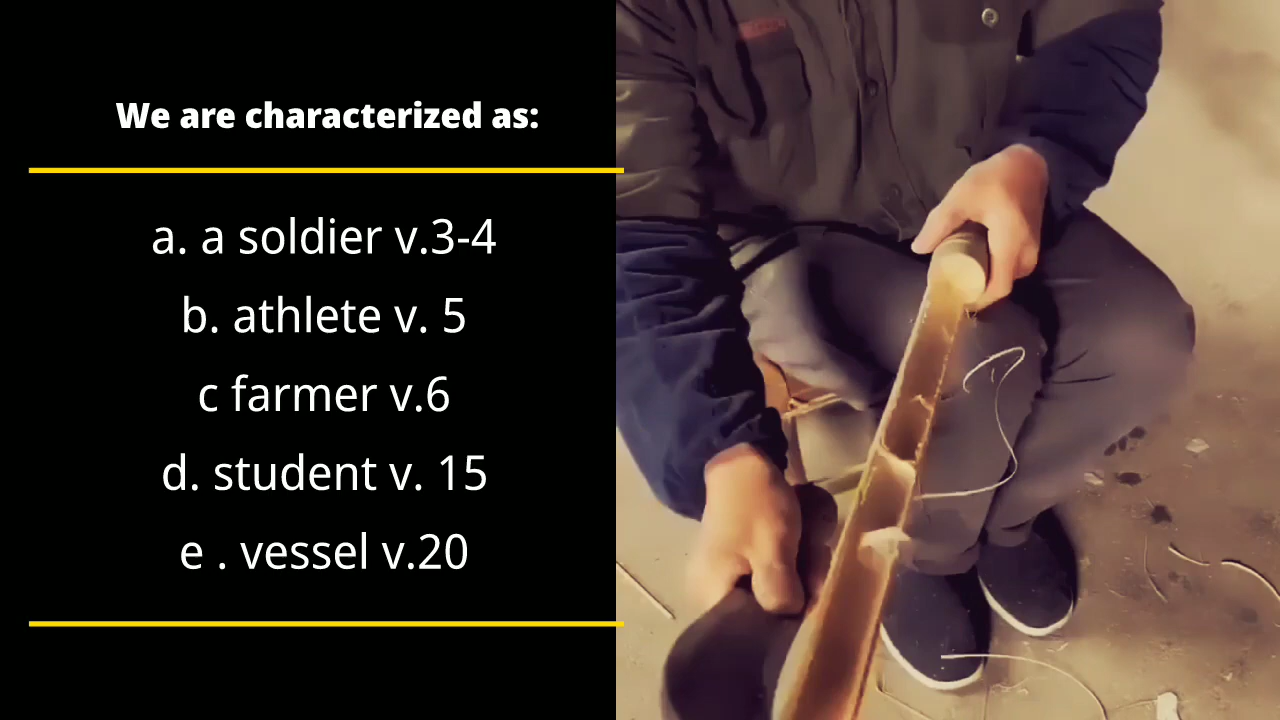 We are characterized as:
a. a soldier v.3-4
b. athlete v. 5
c farmer v.6
d. student v. 15
e . vessel v.20